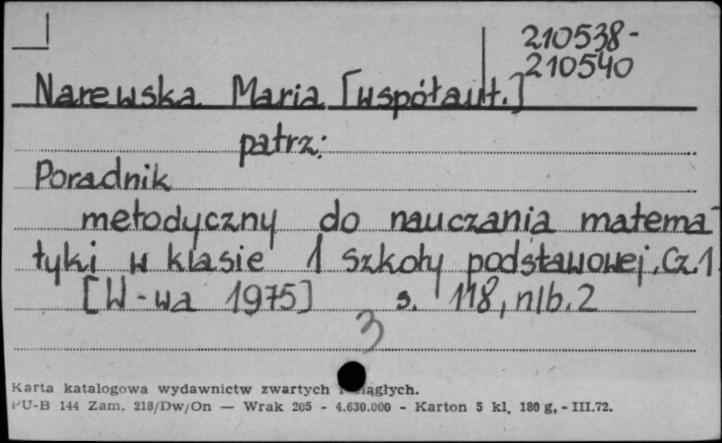 210538-
210540
Narewska Maria [współaut.]
patrz:
Poradnik
metodyczny do nauczania matema-
tyki w klasie 1 szkoły podstawowej. Cz. 1
[W-wa 1975] s. 118, nlb. 2
3
Karta katalogowa wydawnictw zwartych i ciągłych.
PU-B 144 Zam. 218/Dw/On — Wrak 205 - 4.630.000 - Karton 5 kl. 180 g, - III.72.